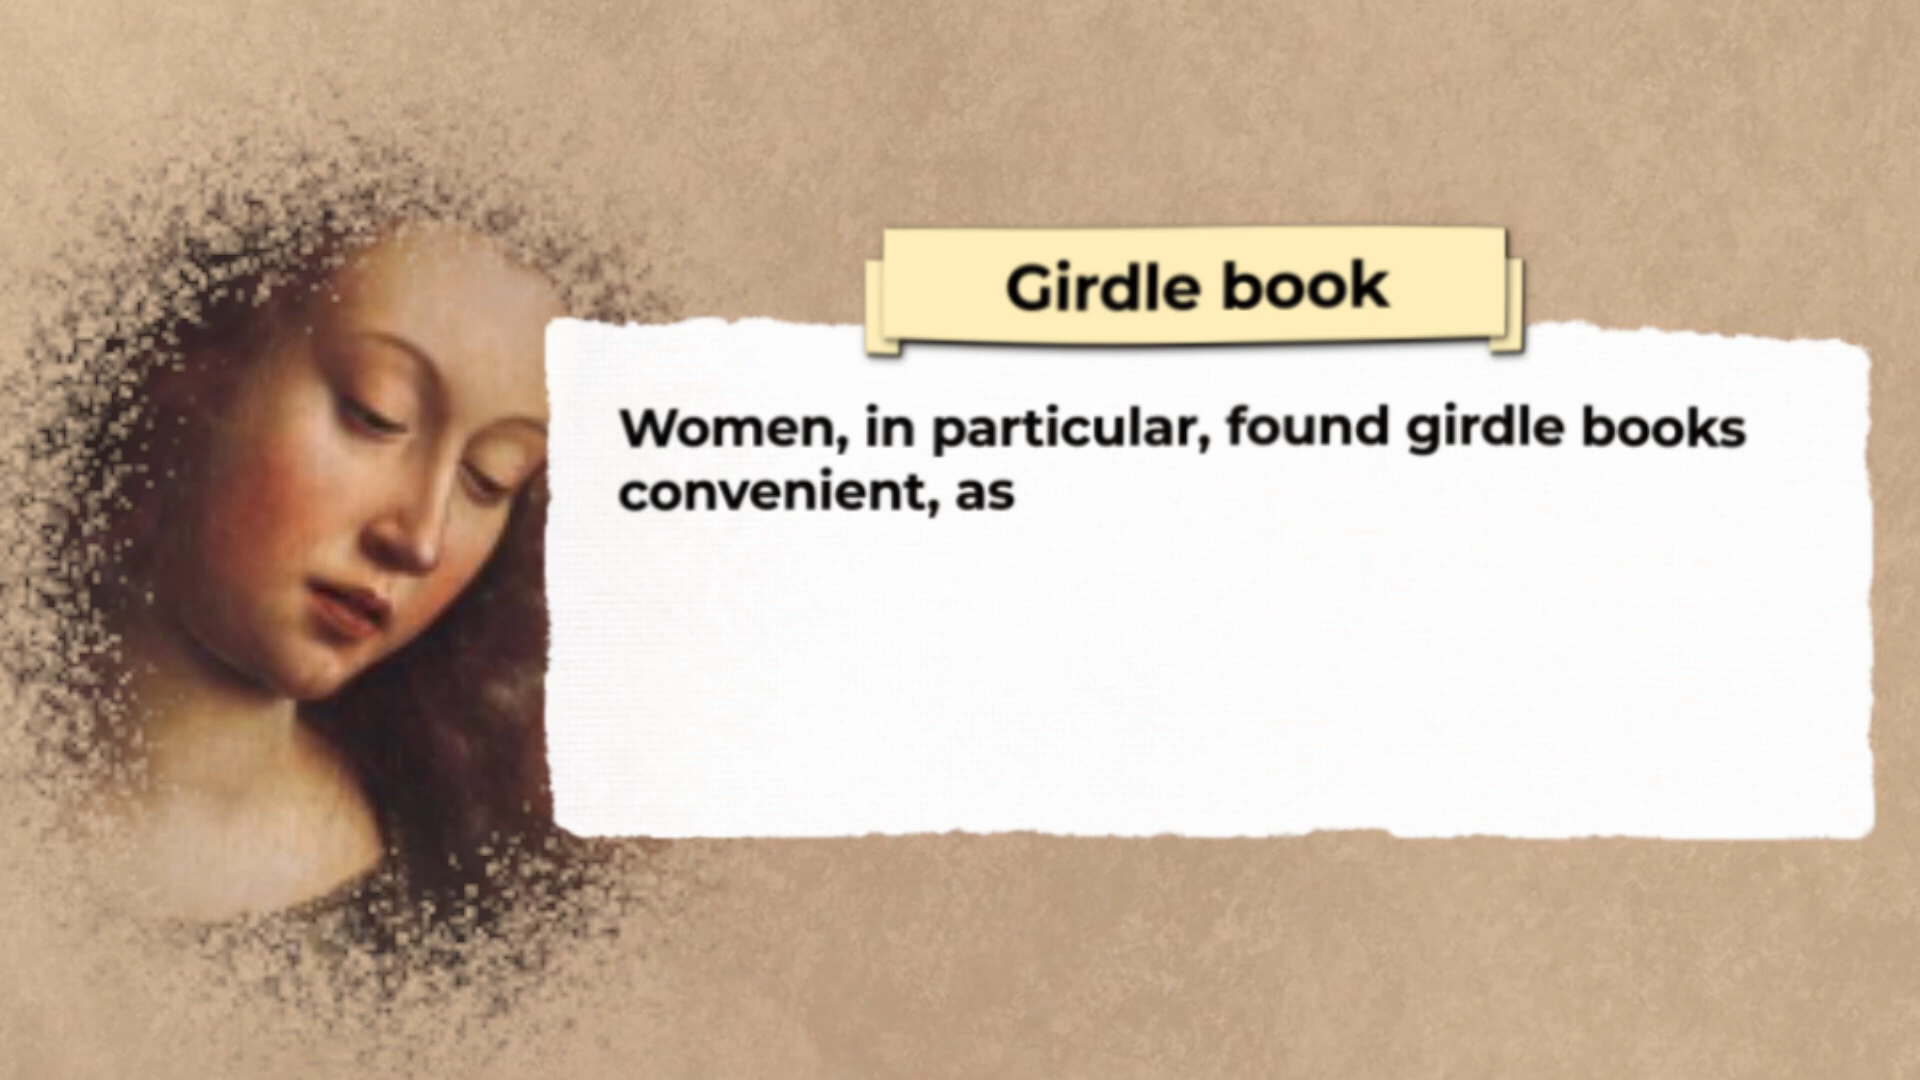 Girdle book
Women, in particular, found girdle books
convenient, as